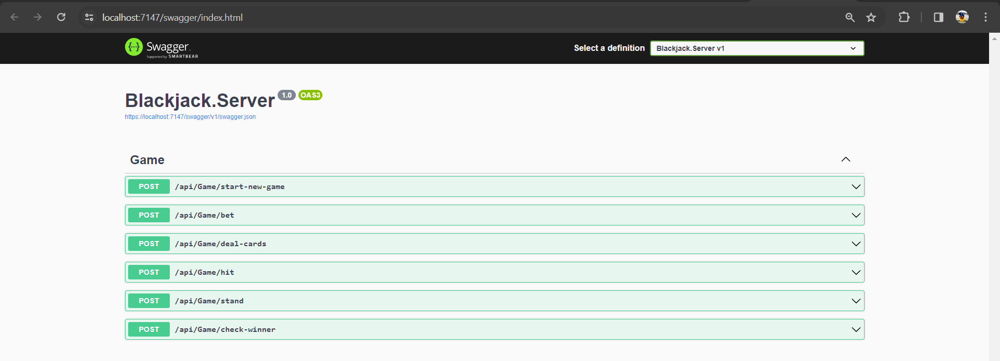 localhost:7147/swagger/index.html
{···} Swagger.
Supported by SMARTBEAR
Select a definition
Blackjack.Server v1
Blackjack.Server 1.0 OAS3
https://localhost:7147/swagger/v1/swagger.json
Game
POST /api/Game/start-new-game
POST /api/Game/bet
POST /api/Game/deal-cards
POST /api/Game/hit
POST /api/Game/stand
POST /api/Game/check-winner